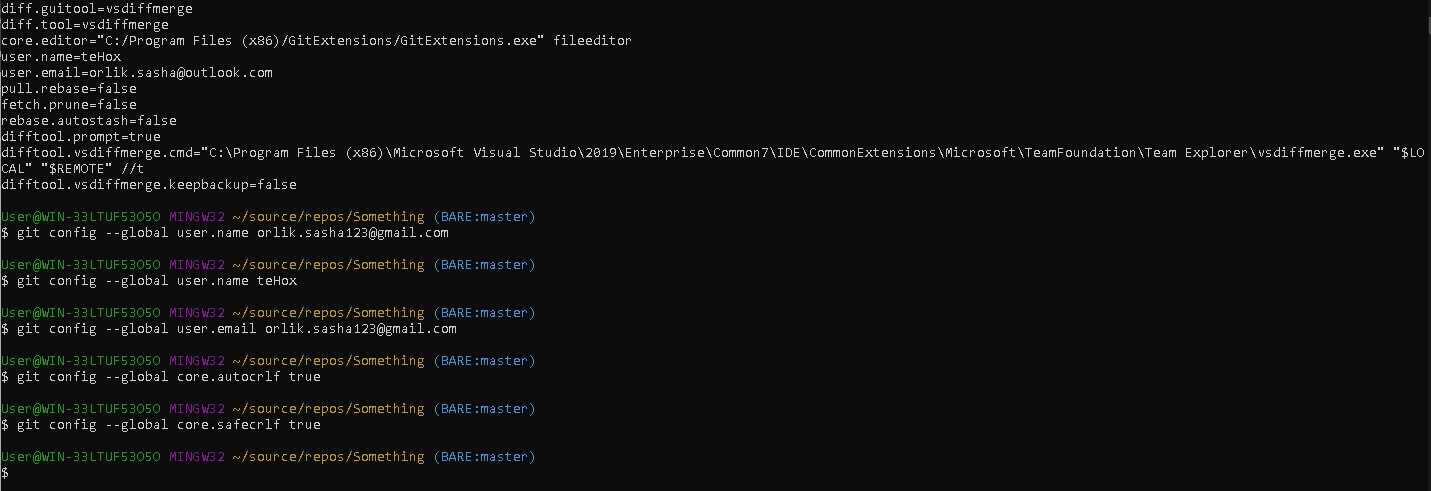 diff.guitool=vsdiffmerge
diff.tool=vsdiffmerge
core.editor="C:/Program Files (x86)/GitExtensions/GitExtensions.exe" fileeditor
user.name=teHox
user.email=orlik.sasha@outlook.com
pull.rebase=false
fetch.prune=false
rebase.autostash=false
difftool.prompt=true
difftool.vsdiffmerge.cmd="C:\Program Files (x86)\Microsoft Visual Studio\2019\Enterprise\Common7\IDE\CommonExtensions\Microsoft\TeamFoundation\Team Explorer\vsdiffmerge.exe" "$LO
CAL" "$REMOTE" //t
difftool.vsdiffmerge.keepbackup=false
User@WIN-33LTUF53O5O MINGW32 ~/source/repos/Something (BARE:master)
$ git config --global user.name orlik.sasha123@gmail.com
User@WIN-33LTUF53O5O MINGW32 ~/source/repos/Something (BARE:master)
$ git config --global user.name teHox
User@WIN-33LTUF53O5O MINGW32 ~/source/repos/Something (BARE:master)
$ git config --global user.email orlik.sasha123@gmail.com
User@WIN-33LTUF53O5O MINGW32 ~/source/repos/Something (BARE:master)
$ git config --global core.autocrlf true
User@WIN-33LTUF53O5O MINGW32 ~/source/repos/Something (BARE:master)
$ git config --global core.safecrlf true
User@WIN-33LTUF53O5O MINGW32 ~/source/repos/Something (BARE:master)
$